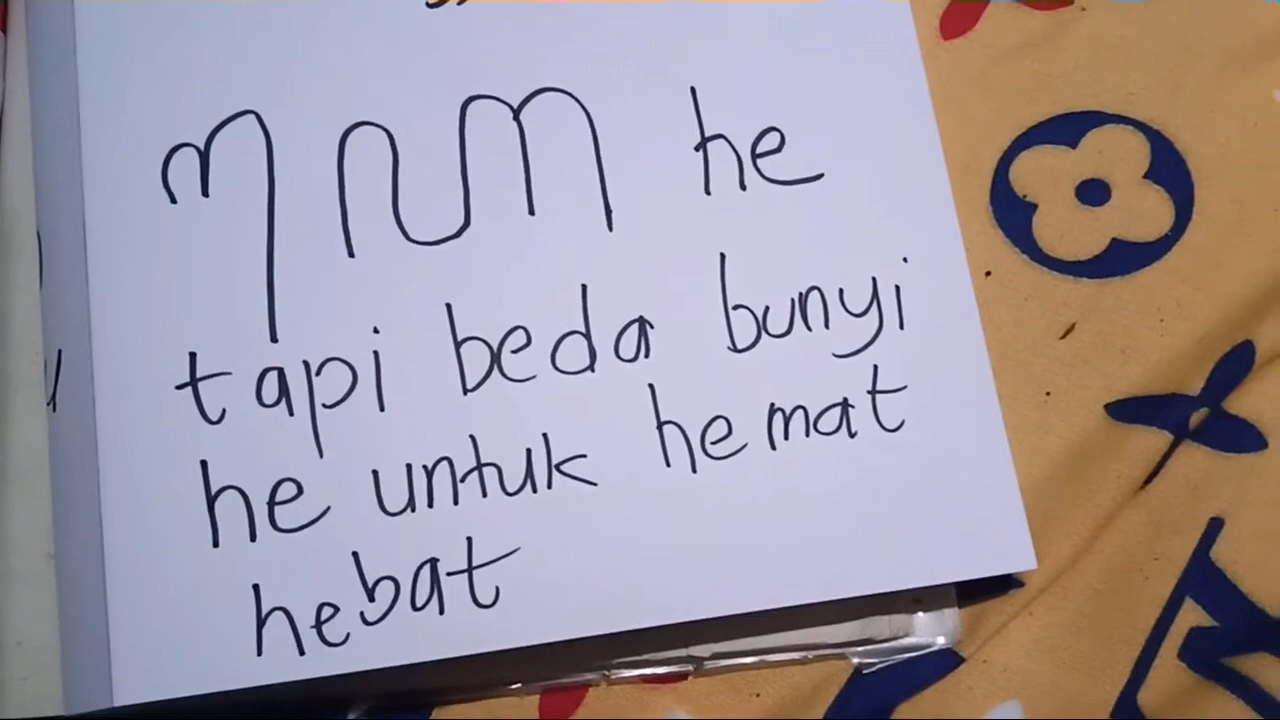 ꦲꦺ he
tapi beda bunyi
he untuk hemat
hebat